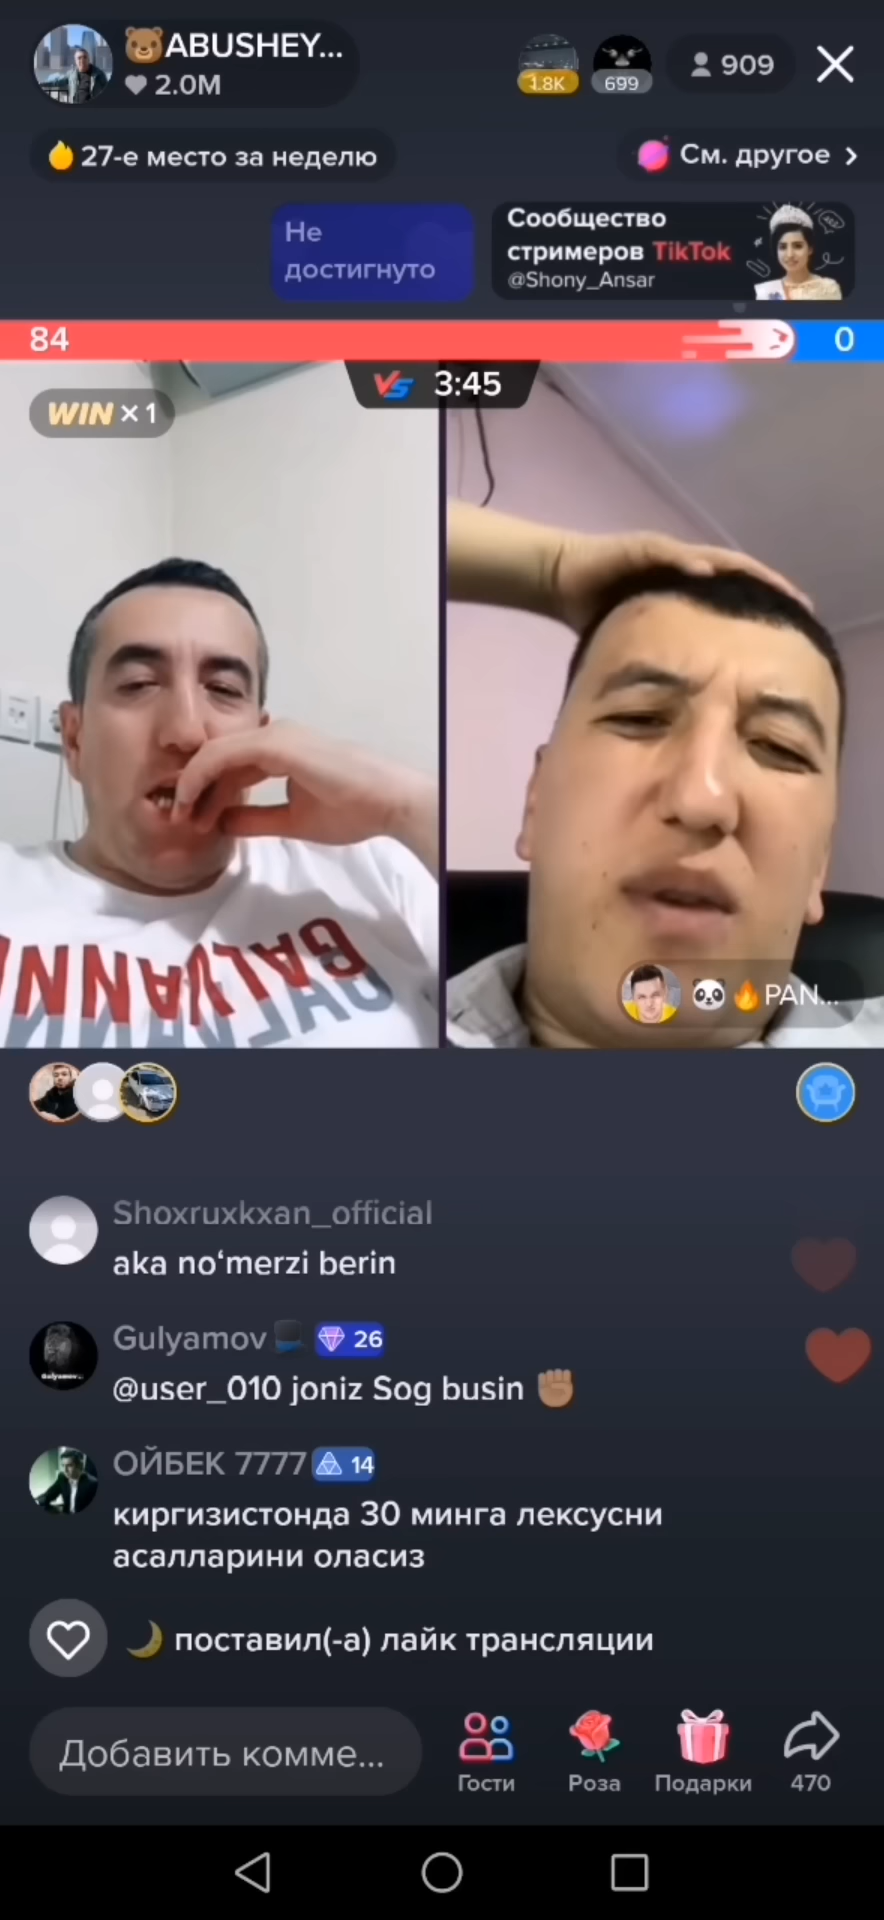 🐻ABUSHEY...
2.0M
1.8K
699
909
🔥27-е место за неделю
См. другое
Не
достигнуто
Сообщество
стримеров TikTok
@Shony_Ansar
84
0
VS 3:45
WIN × 1
GALVANNI
🐼🔥PAN...
Shoxruxkxan_official
aka no‘merzi berin
Gulyamov 26
@user_010 joniz Sog busin ✊🏾
ОЙБЕК 7777 14
киргизистонда 30 минга лексусни
асалларини оласиз
🌙 поставил(-а) лайк трансляции
Добавить комме...
Гости
Роза
Подарки
470